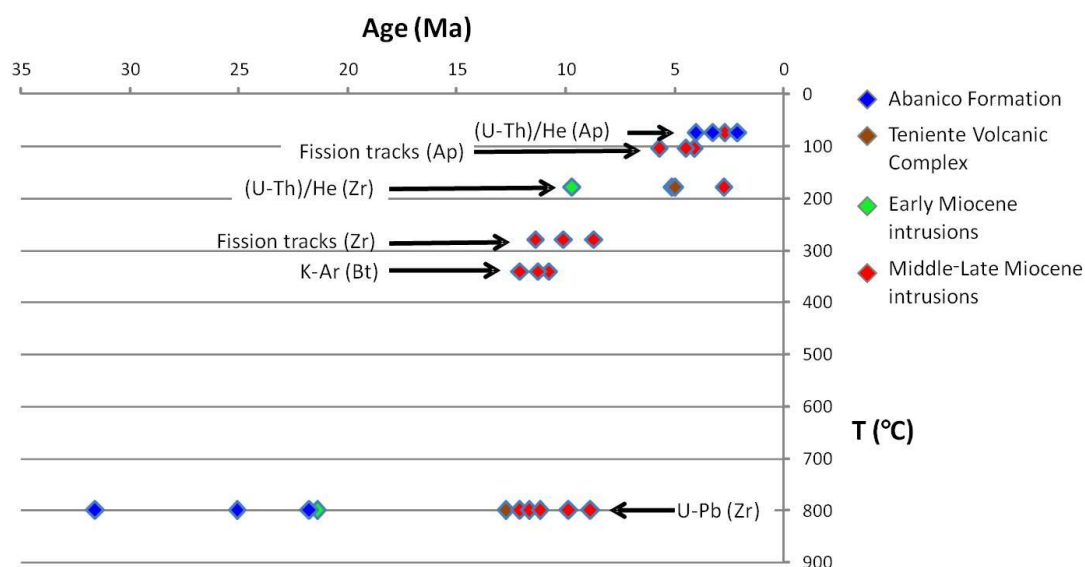 Age (Ma)
35 30 25 20 15 10 5 0
0
100
200
300
400
500
600
700
800
900
(U-Th)/He (Ap)
Fission tracks (Ap)
(U-Th)/He (Zr)
Fission tracks (Zr)
K-Ar (Bt)
U-Pb (Zr)
T (°C)
Abanico Formation
Teniente Volcanic
Complex
Early Miocene
intrusions
Middle-Late Miocene
intrusions